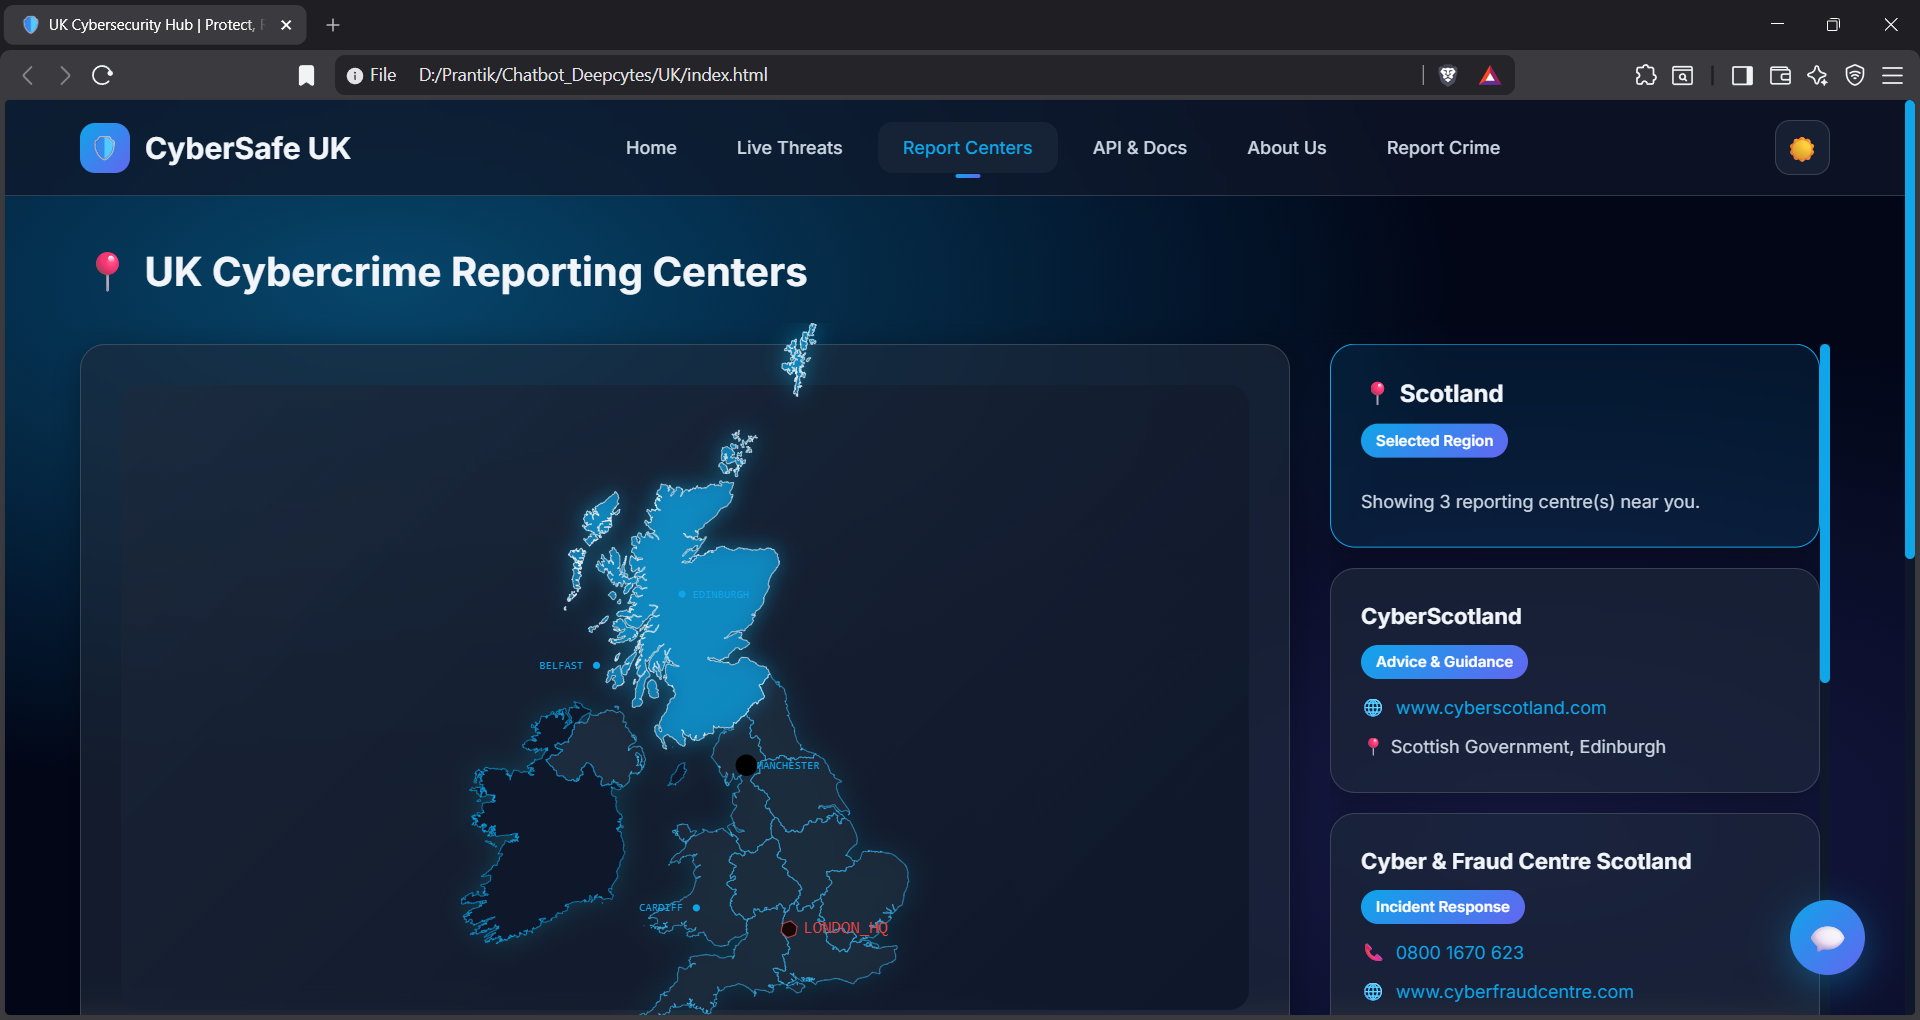 UK Cybersecurity Hub | Protect,
File D:/Prantik/Chatbot_Deepcytes/UK/index.html
CyberSafe UK
Home
Live Threats
Report Centers
API & Docs
About Us
Report Crime
UK Cybercrime Reporting Centers
EDINBURGH
BELFAST
MANCHESTER
CARDIFF
LONDON_HQ
Scotland
Selected Region
Showing 3 reporting centre(s) near you.
CyberScotland
Advice & Guidance
www.cyberscotland.com
Scottish Government, Edinburgh
Cyber & Fraud Centre Scotland
Incident Response
0800 1670 623
www.cyberfraudcentre.com